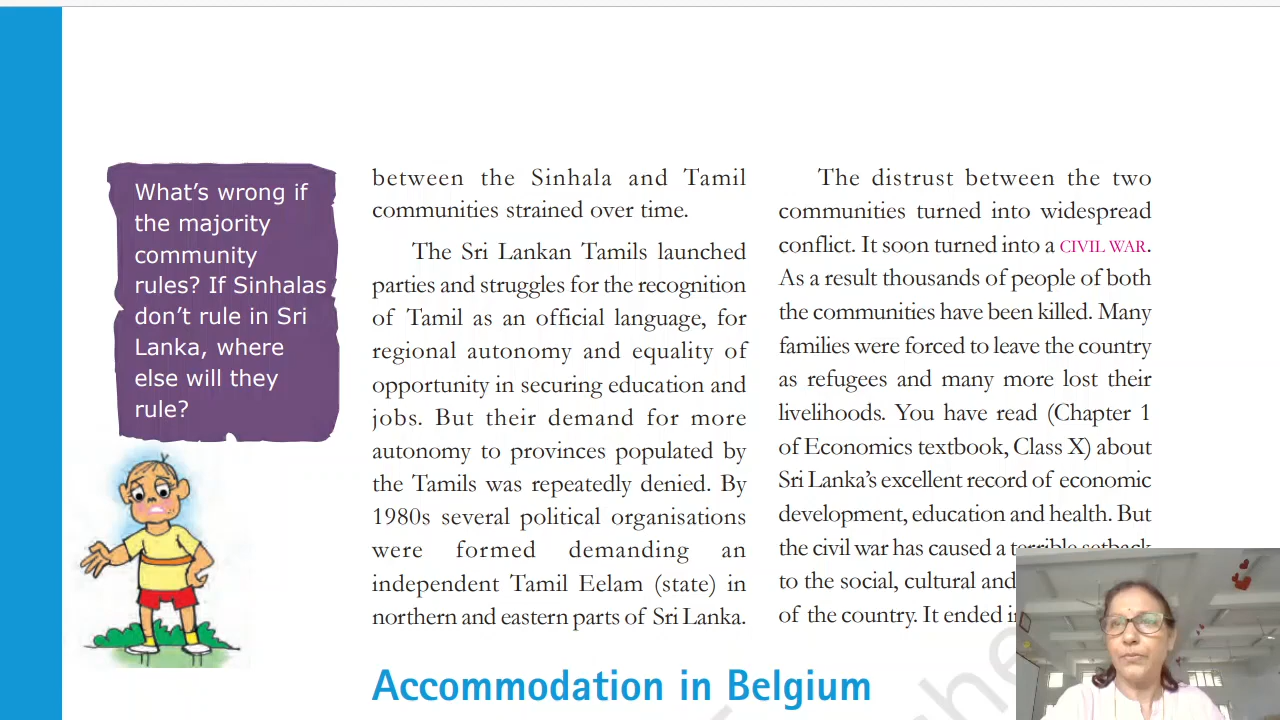 What's wrong if
the majority
community
rules? If Sinhalas
don't rule in Sri
Lanka, where
else will they
rule?
between the Sinhala and Tamil
communities strained over time.
The Sri Lankan Tamils launched
parties and struggles for the recognition
of Tamil as an official language, for
regional autonomy and equality of
opportunity in securing education and
jobs. But their demand for more
autonomy to provinces populated by
the Tamils was repeatedly denied. By
1980s several political organisations
were formed demanding an
independent Tamil Eelam (state) in
northern and eastern parts of Sri Lanka.
The distrust between the two
communities turned into widespread
conflict. It soon turned into a CIVIL WAR.
As a result thousands of people of both
the communities have been killed. Many
families were forced to leave the country
as refugees and many more lost their
livelihoods. You have read (Chapter 1
of Economics textbook, Class X) about
Sri Lanka's excellent record of economic
development, education and health. But
the civil war has caused a terrible setback
to the social, cultural and
of the country. It ended
Accommodation in Belgium